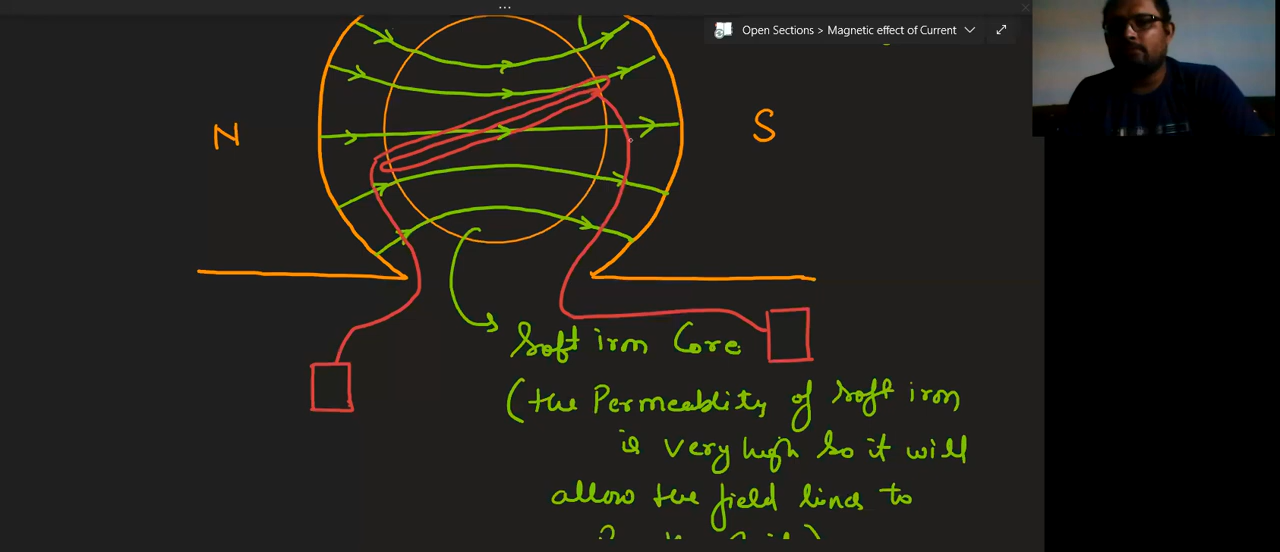 ...
Open Sections > Magnetic effect of Current
N
S
Soft iron Core
(the Permeablity of soft iron
is very high so it will
allow the field lines to